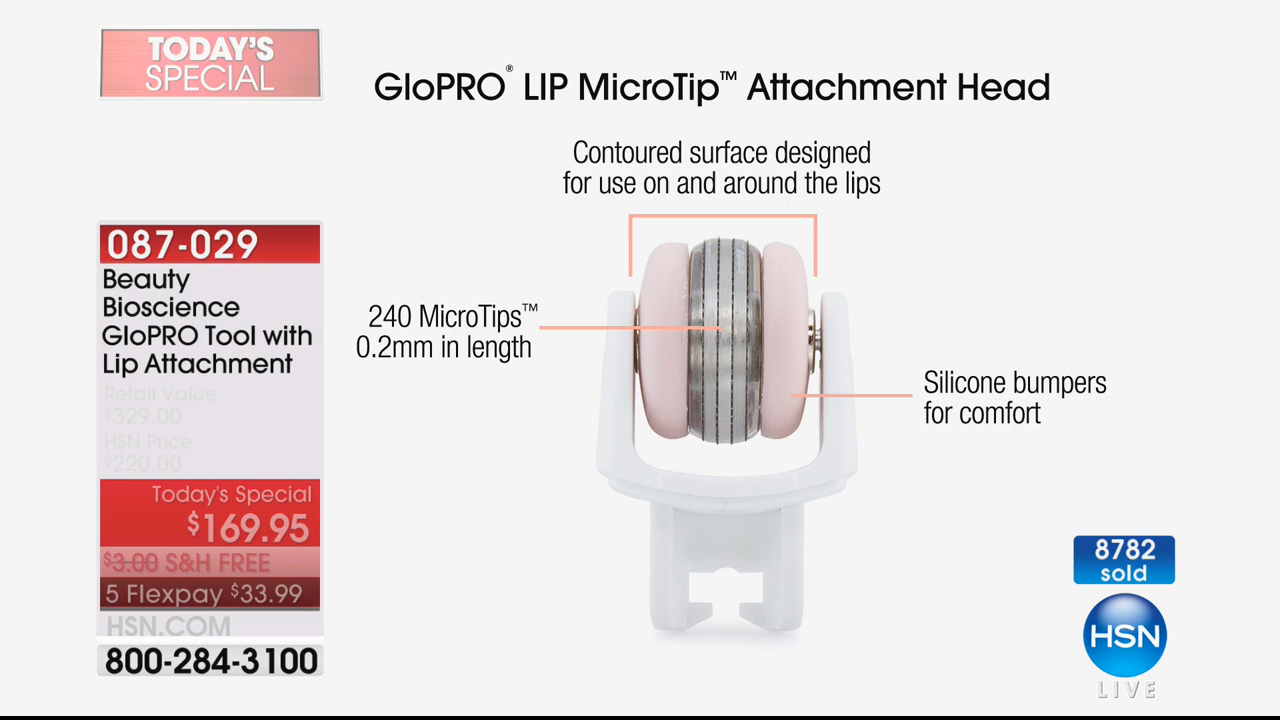 TODAY'S
SPECIAL
GloPRO® LIP MicroTip™ Attachment Head
Contoured surface designed
for use on and around the lips
240 MicroTips™
0.2mm in length
Silicone bumpers
for comfort
087-029
Beauty
Bioscience
GloPRO Tool with
Lip Attachment
Retail Value
$329.00
HSN Price
$220.00
Today's Special
$169.95
$3.00 S&H FREE
5 Flexpay $33.99
HSN.COM
800-284-3100
8782
sold
HSN
LIVE